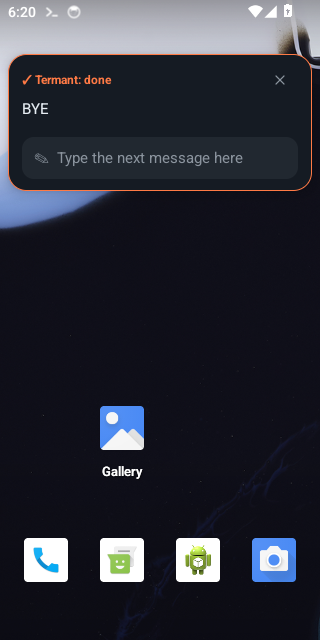 6:20
✓ Termant: done
BYE
✎ Type the next message here
Gallery